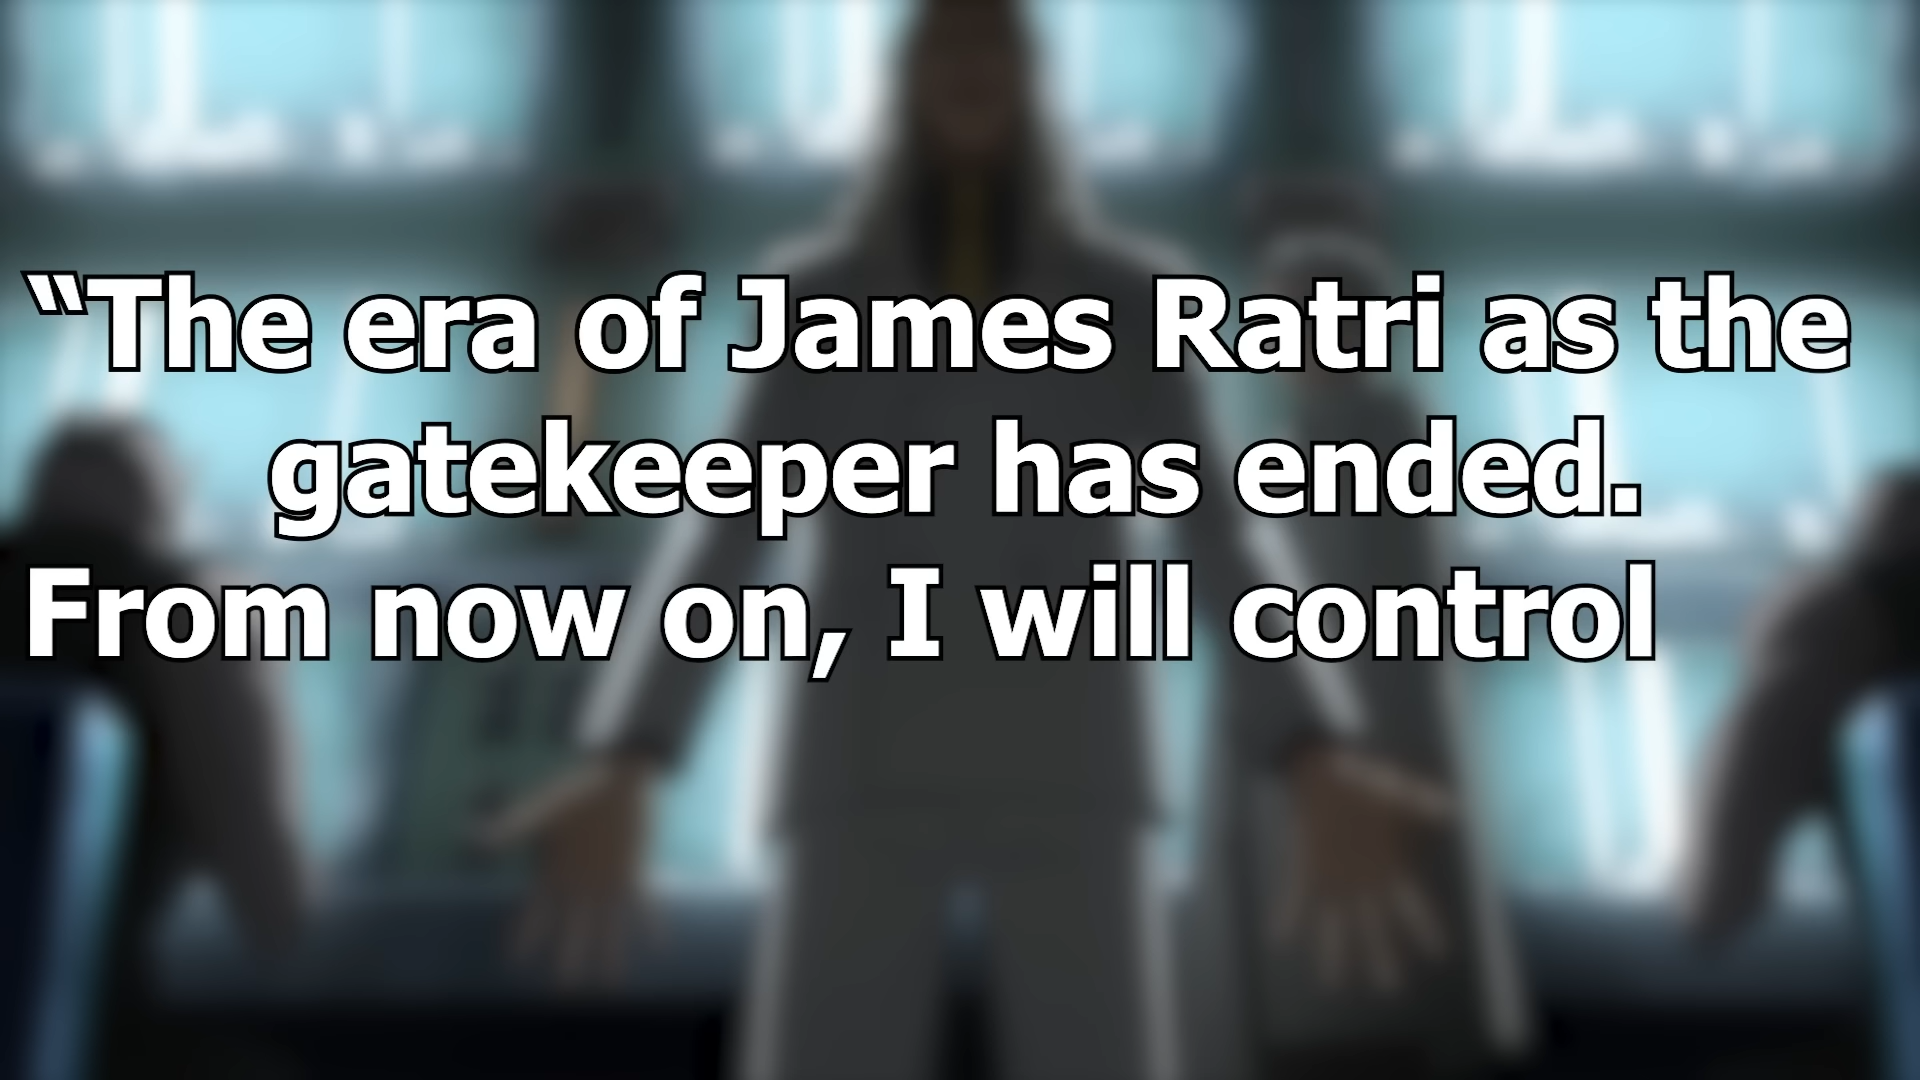 “The era of James Ratri as the
gatekeeper has ended.
From now on, I will control